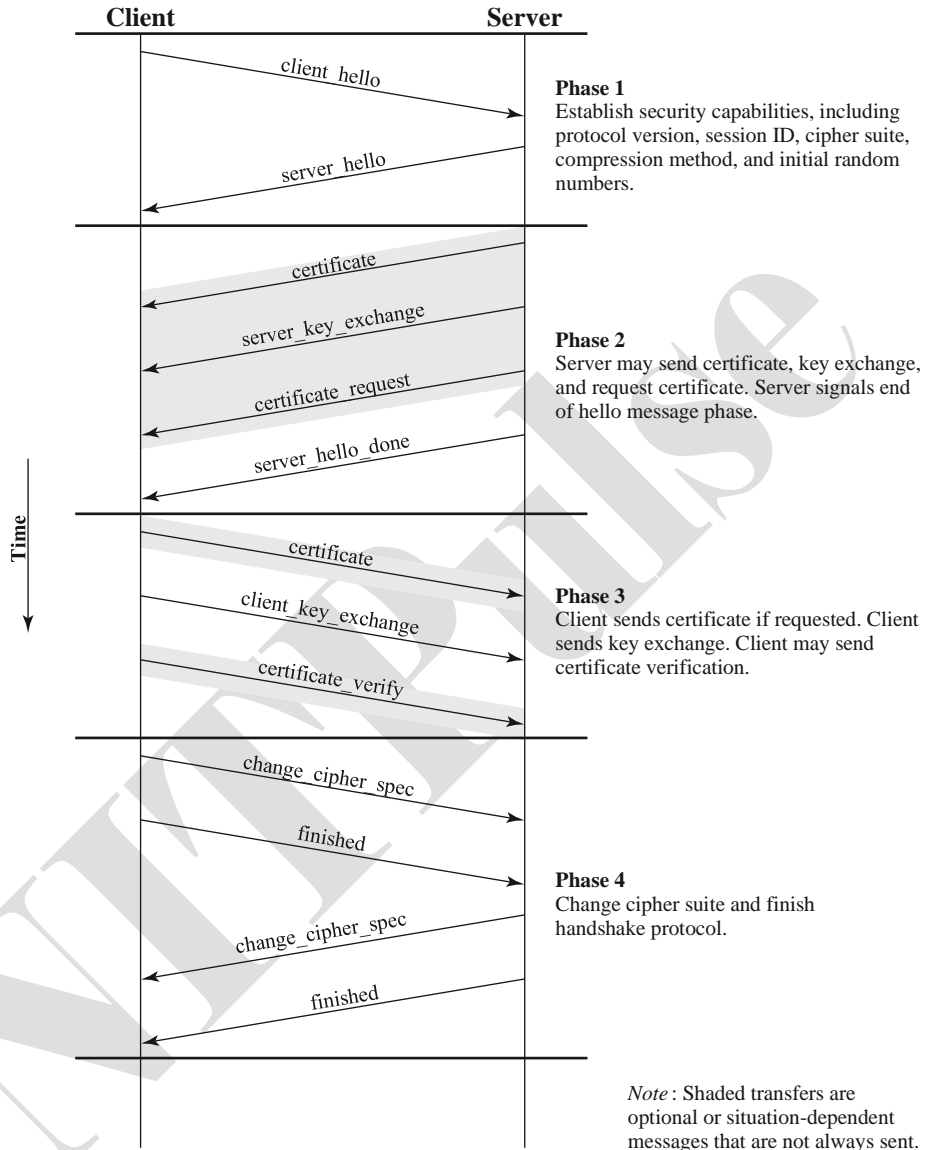 Client
Server
client_hello
server_hello
Phase 1
Establish security capabilities, including
protocol version, session ID, cipher suite,
compression method, and initial random
numbers.
certificate
server_key_exchange
certificate_request
server_hello_done
Phase 2
Server may send certificate, key exchange,
and request certificate. Server signals end
of hello message phase.
Time
certificate
client_key_exchange
certificate_verify
Phase 3
Client sends certificate if requested. Client
sends key exchange. Client may send
certificate verification.
change_cipher_spec
finished
change_cipher_spec
finished
Phase 4
Change cipher suite and finish
handshake protocol.
Note: Shaded transfers are
optional or situation-dependent
messages that are not always sent.
NITPulse